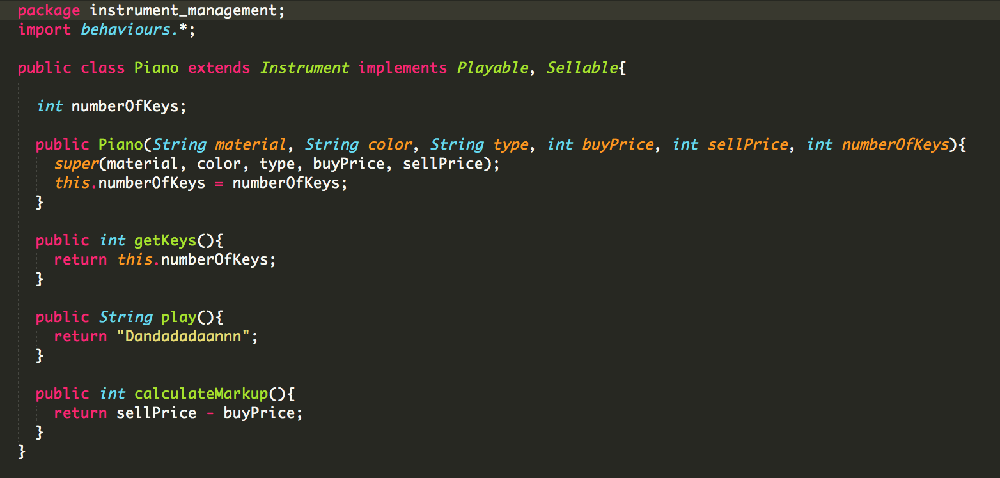 package instrument_management;
import behaviours.*;

public class Piano extends Instrument implements Playable, Sellable{

  int numberOfKeys;

  public Piano(String material, String color, String type, int buyPrice, int sellPrice, int numberOfKeys){
    super(material, color, type, buyPrice, sellPrice);
    this.numberOfKeys = numberOfKeys;
  }

  public int getKeys(){
    return this.numberOfKeys;
  }

  public String play(){
    return "Dandadadaannn";
  }

  public int calculateMarkup(){
    return sellPrice - buyPrice;
  }
}